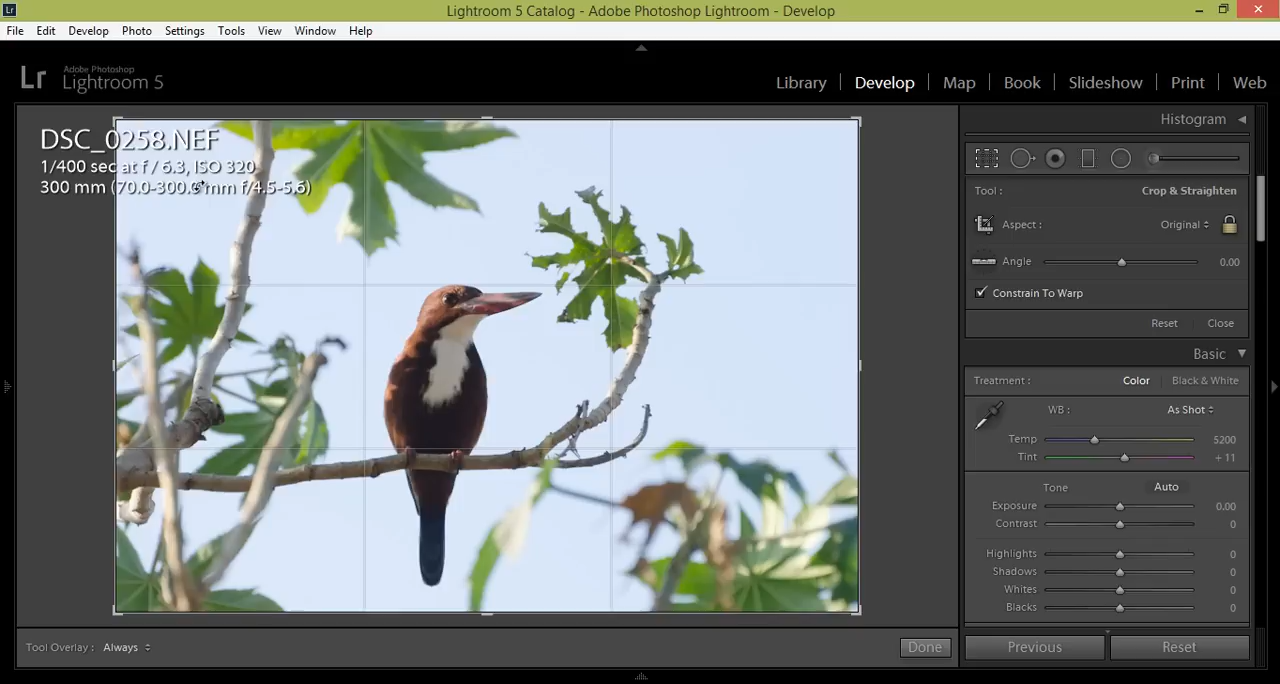 Lr Lightroom 5 Catalog - Adobe Photoshop Lightroom - Develop
File Edit Develop Photo Settings Tools View Window Help
Lr Adobe Photoshop
Lightroom 5
Library Develop Map Book Slideshow Print Web
DSC_0258.NEF
1/400 sec at f / 6.3, ISO 320
300 mm (70.0-300.0 mm f/4.5-5.6)
Histogram
Tool : Crop & Straighten
Aspect : Original
Angle 0.00
Constrain To Warp
Reset Close
Basic
Treatment : Color Black & White
WB : As Shot
Temp 5200
Tint + 11
Tone Auto
Exposure 0.00
Contrast 0
Highlights 0
Shadows 0
Whites 0
Blacks 0
Tool Overlay : Always Done
Previous Reset